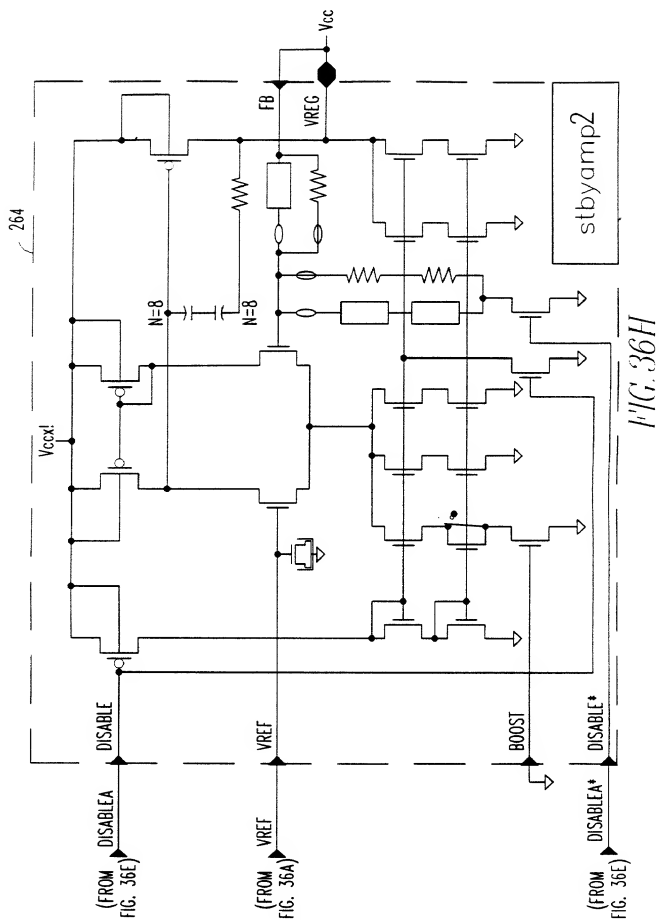 264
Vccx!
Vcc
FB
VREG
N=8
N=8
(FROM
FIG. 36E)
DISABLEA
DISABLE
(FROM
FIG. 36A)
VREF
VREF
BOOST
(FROM
FIG. 36E)
DISABLEA*
DISABLE*
stbyamp2
FIG. 36H